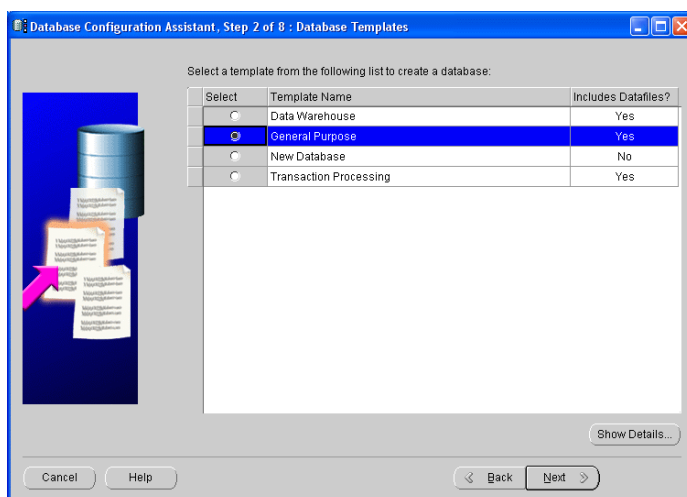 Database Configuration Assistant, Step 2 of 8 : Database Templates
Select a template from the following list to create a database:
Select Template Name Includes Datafiles?
Data Warehouse Yes
General Purpose Yes
New Database No
Transaction Processing Yes
Show Details...
Cancel Help Back Next